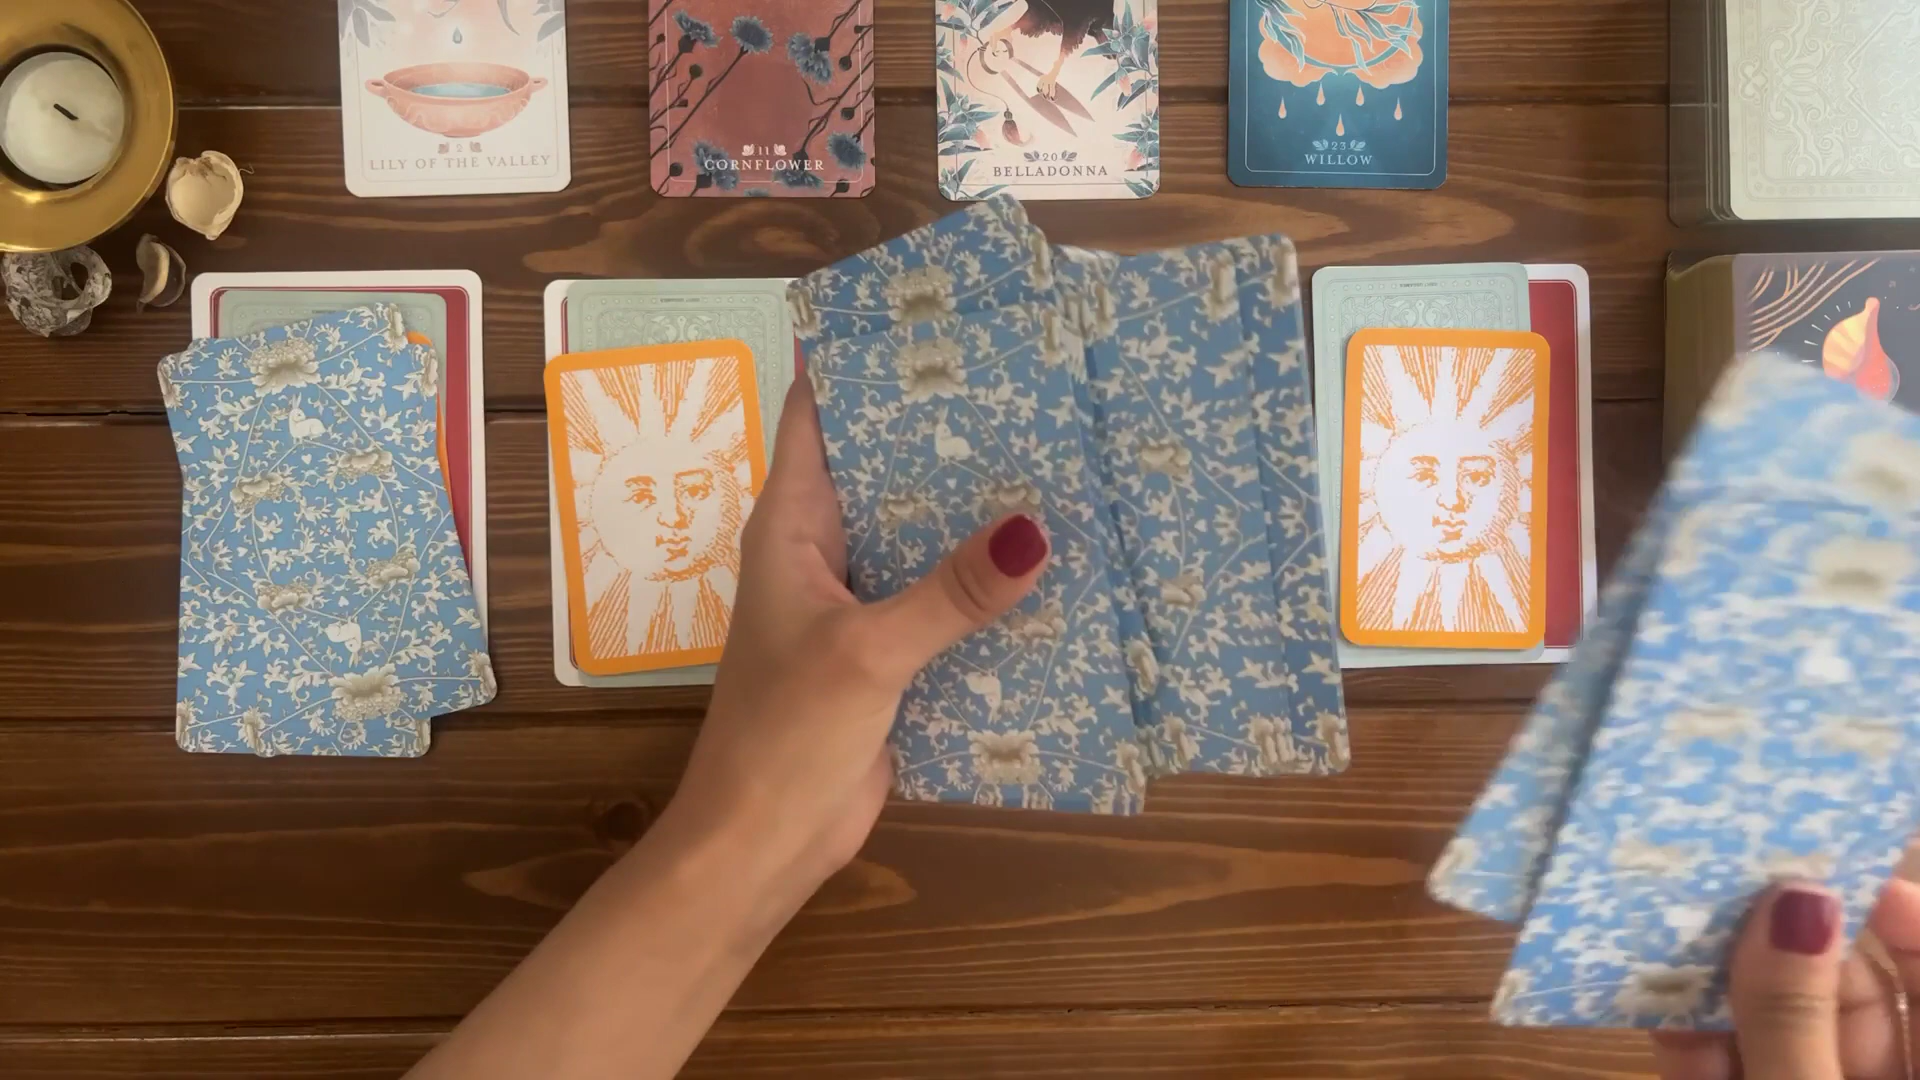 2
LILY OF THE VALLEY
11
CORNFLOWER
20
BELLADONNA
23
WILLOW